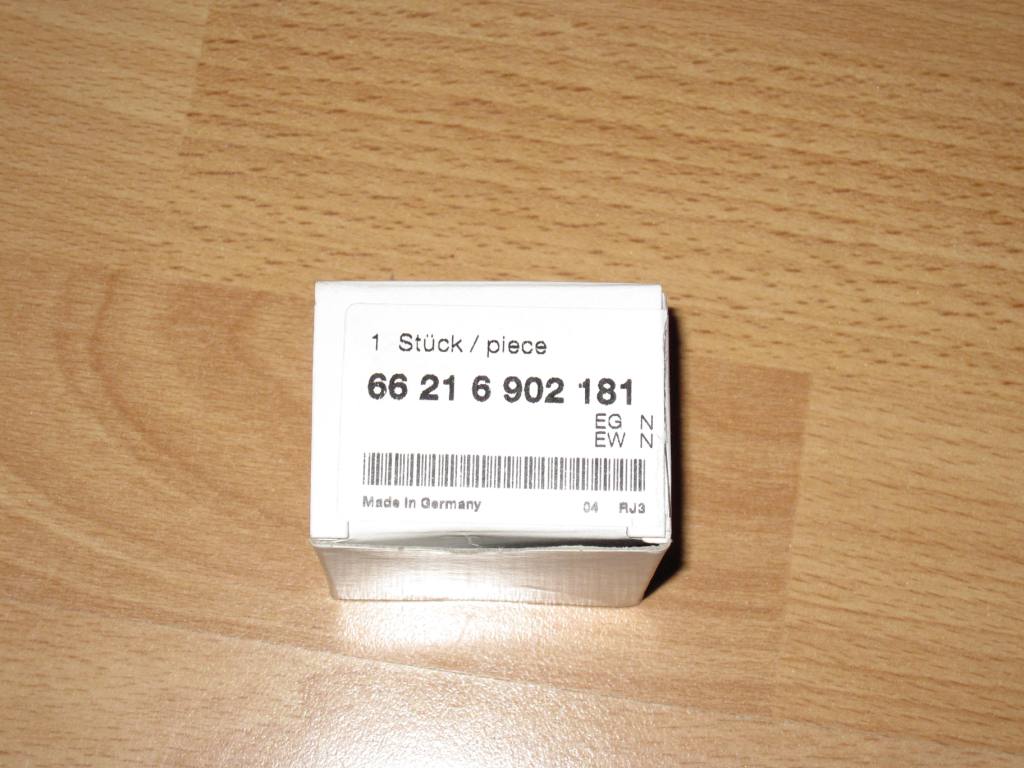 1 Stück / piece
66 21 6 902 181
EG N
EW N
Made in Germany 04 RJ3